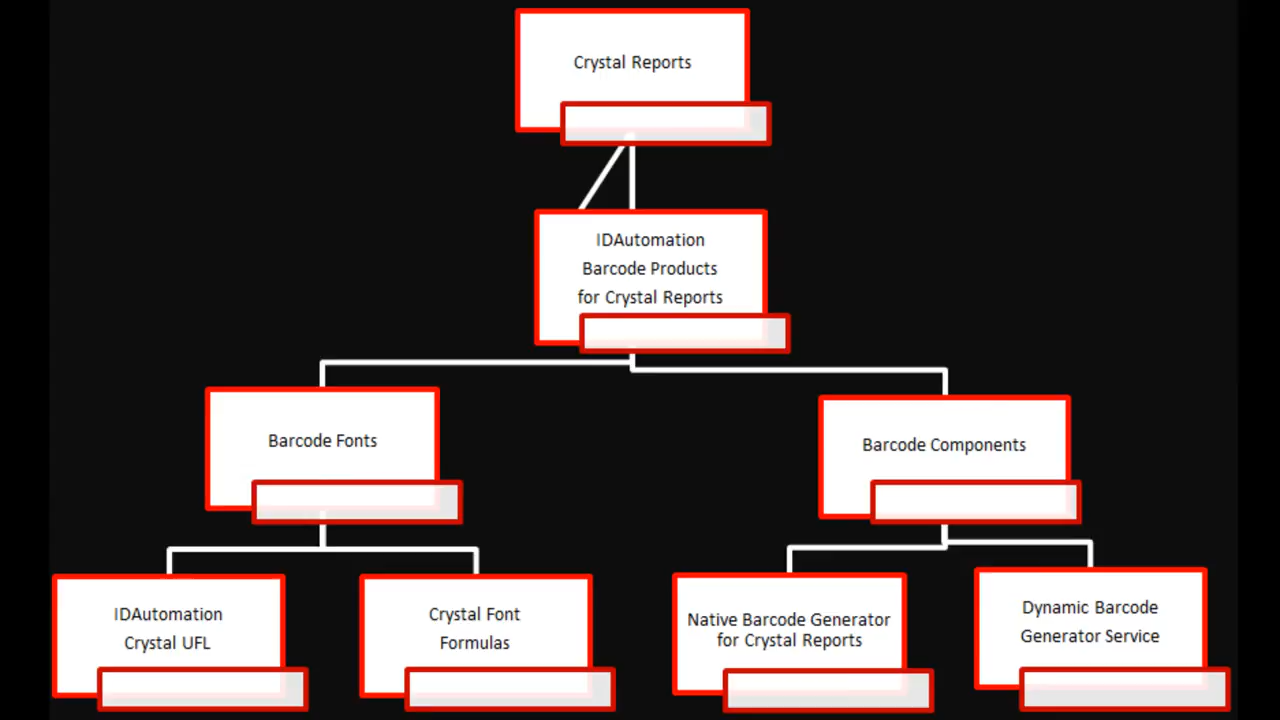 Crystal Reports
IDAutomation
Barcode Products
for Crystal Reports
Barcode Fonts
Barcode Components
IDAutomation
Crystal UFL
Crystal Font
Formulas
Native Barcode Generator
for Crystal Reports
Dynamic Barcode
Generator Service